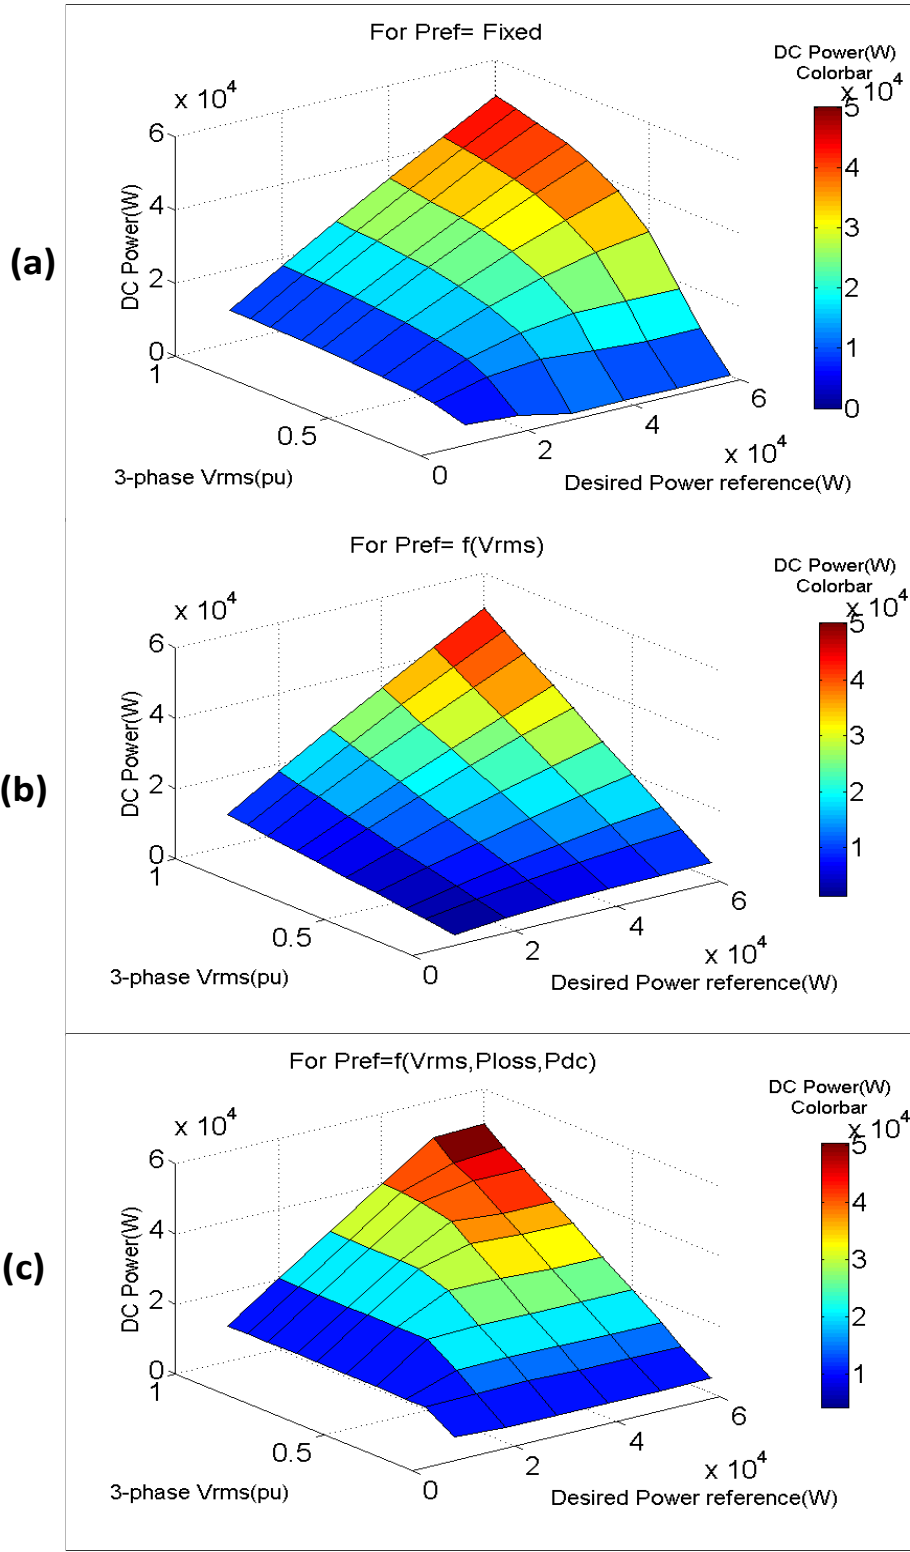 For Pref= Fixed
DC Power(W)
Colorbar
x 10^4
x 10^4
6
4
2
0
DC Power(W)
5
4
3
2
1
0
(a)
1
0.5
0
3-phase Vrms(pu)
2
4
6
x 10^4
Desired Power reference(W)
For Pref= f(Vrms)
DC Power(W)
Colorbar
x 10^4
x 10^4
6
4
2
0
DC Power(W)
5
4
3
2
1
(b)
1
0.5
0
3-phase Vrms(pu)
2
4
6
x 10^4
Desired Power reference(W)
For Pref=f(Vrms,Ploss,Pdc)
DC Power(W)
Colorbar
x 10^4
x 10^4
6
4
2
0
DC Power(W)
5
4
3
2
1
(c)
1
0.5
0
3-phase Vrms(pu)
2
4
6
x 10^4
Desired Power reference(W)